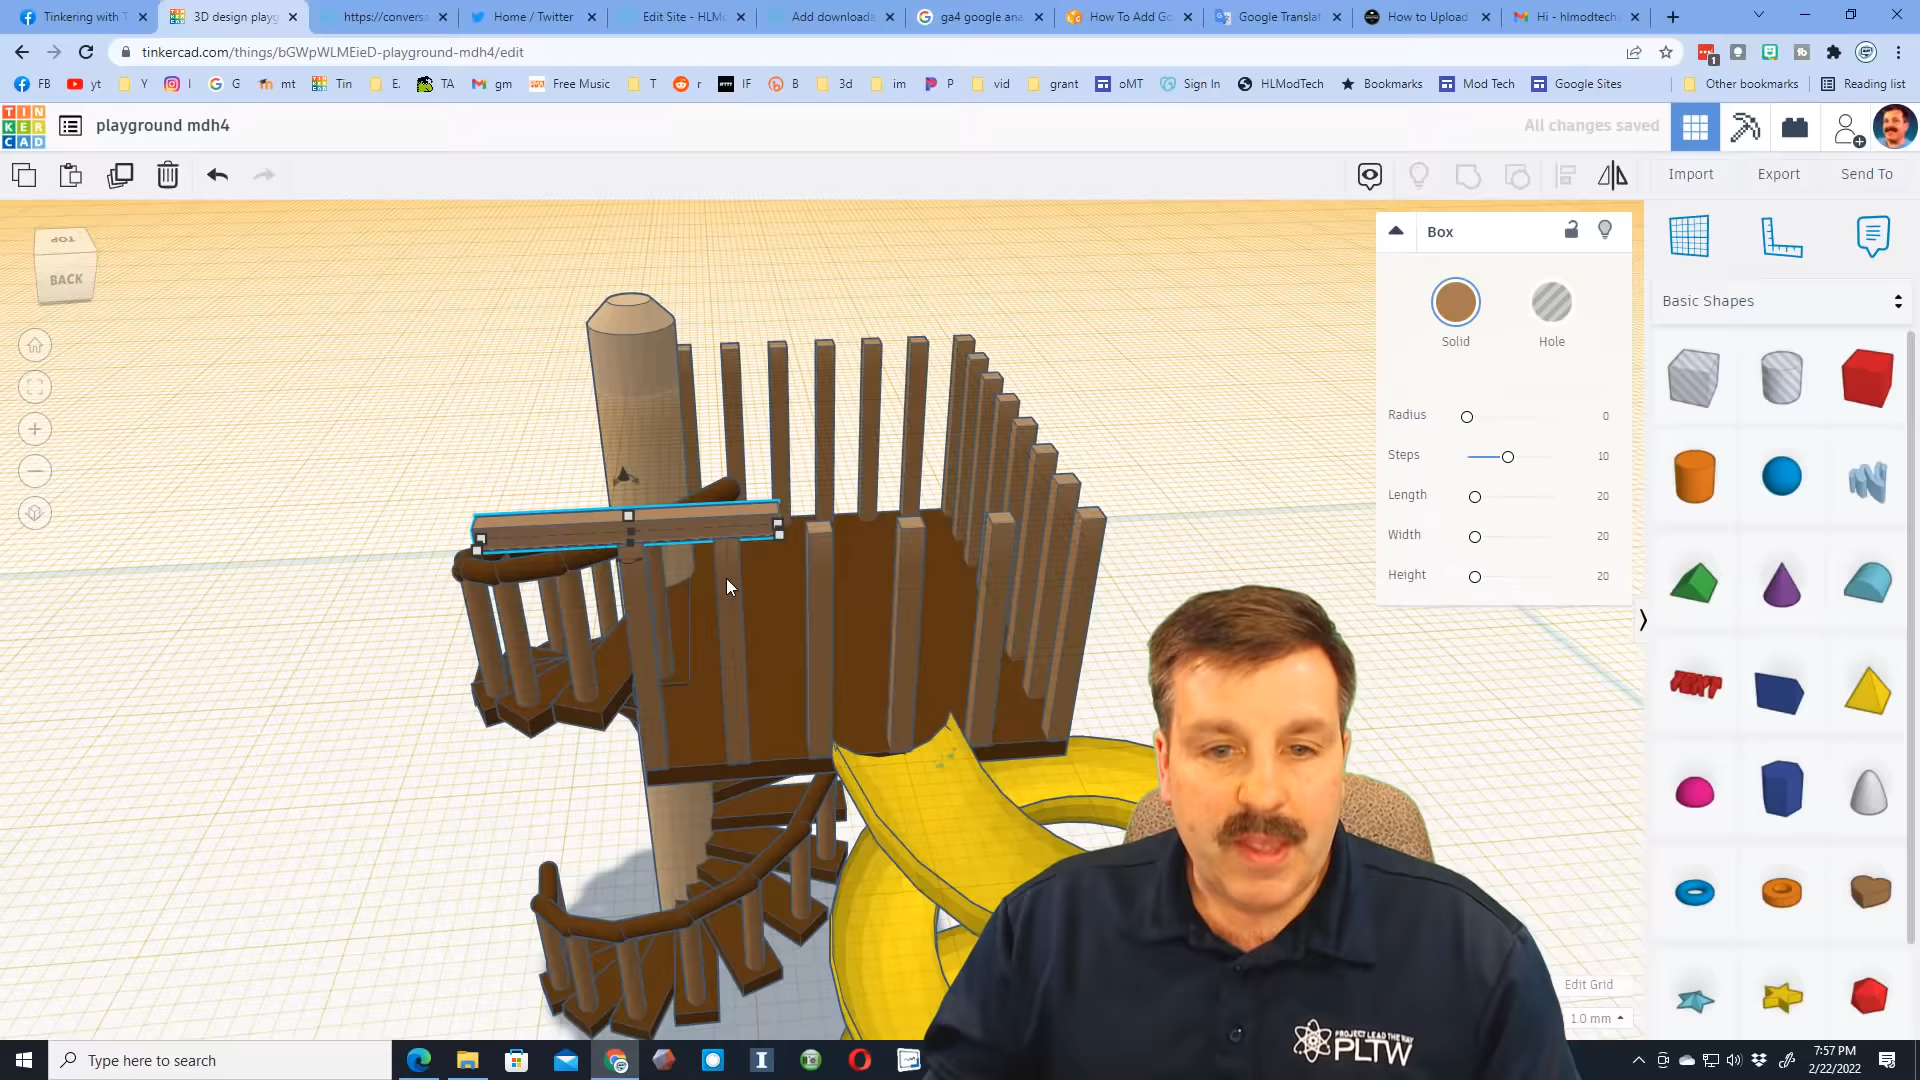 Tinkering with T
3D design playg
https://conversa
Home / Twitter
Edit Site - HLMo
Add downloada
ga4 google ana
How To Add Go
Google Translat
How to Upload
Hi - hlmodtech
tinkercad.com/things/bGWpWLMEieD-playground-mdh4/edit
1
FB
yt
Y
I
G
mt
Tin
E.
TA
gm
Free Music
T
r
IF
B
3d
im
P
vid
grant
oMT
Sign In
HLModTech
Bookmarks
Mod Tech
Google Sites
Other bookmarks
Reading list
TIN
KER
CAD
playground mdh4
All changes saved
Import
Export
Send To
TOP
BACK
Box
Solid
Hole
Radius 0
Steps 10
Length 20
Width 20
Height 20
Basic Shapes
TEXT
Edit Grid
1.0 mm
PROJECT LEAD THE WAY
PLTW
Type here to search
7:57 PM
2/22/2022